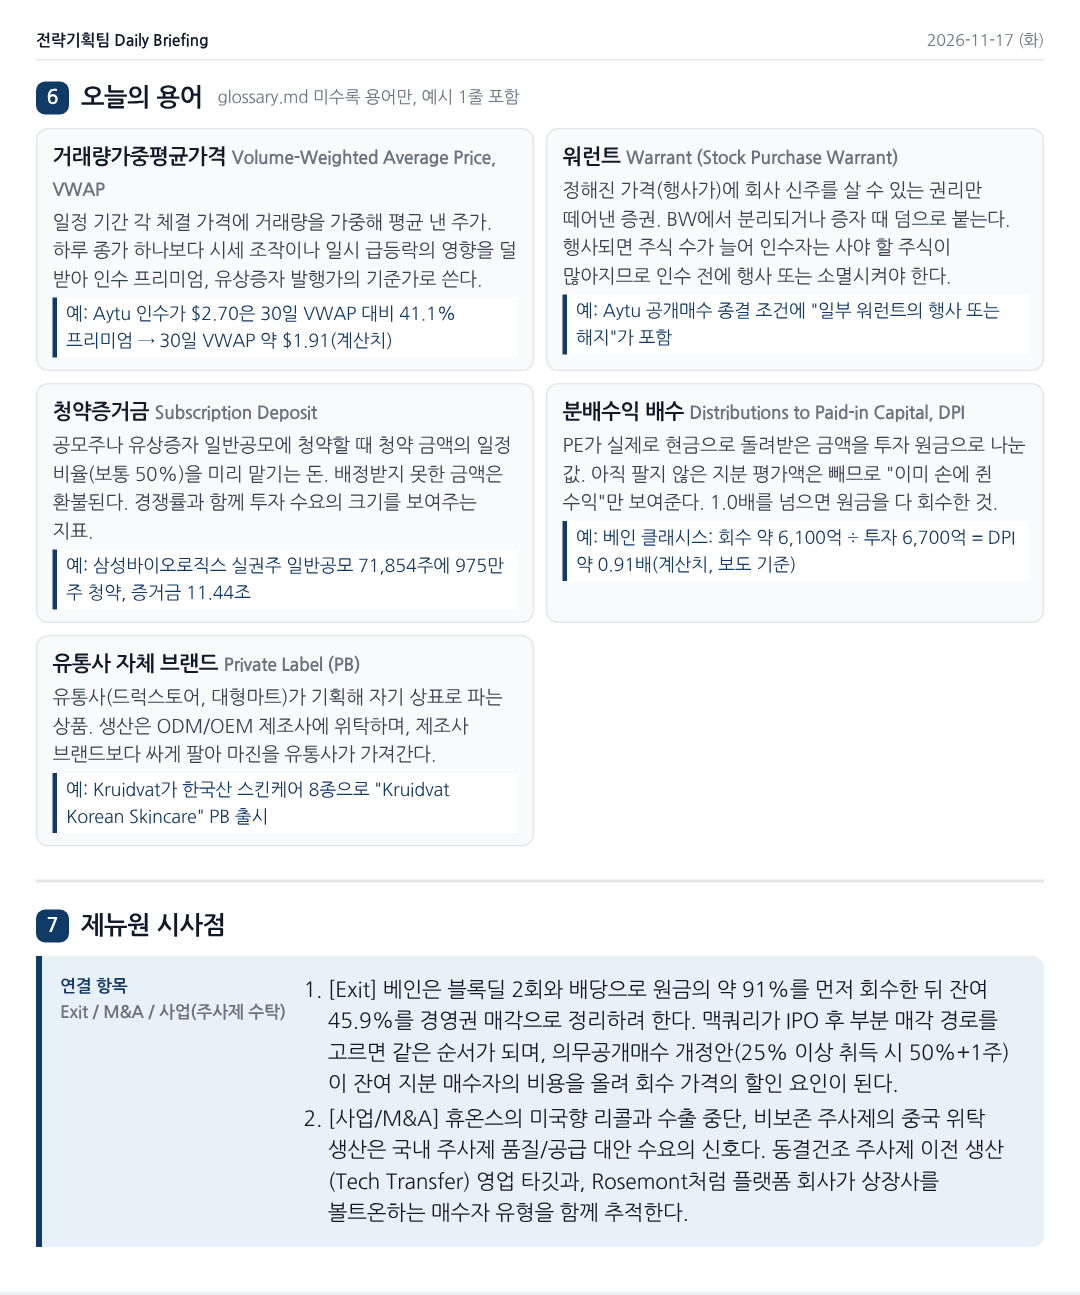 전략기획팀 Daily Briefing
2026-11-17 (화)
6 오늘의 용어 glossary.md 미수록 용어만, 예시 1줄 포함
거래량가중평균가격 Volume-Weighted Average Price,
VWAP
일정 기간 각 체결 가격에 거래량을 가중해 평균 낸 주가.
하루 종가 하나보다 시세 조작이나 일시 급등락의 영향을 덜
받아 인수 프리미엄, 유상증자 발행가의 기준가로 쓴다.
예: Aytu 인수가 $2.70은 30일 VWAP 대비 41.1%
프리미엄 → 30일 VWAP 약 $1.91(계산치)
워런트 Warrant (Stock Purchase Warrant)
정해진 가격(행사가)에 회사 신주를 살 수 있는 권리만
떼어낸 증권. BW에서 분리되거나 증자 때 덤으로 붙는다.
행사되면 주식 수가 늘어 인수자는 사야 할 주식이
많아지므로 인수 전에 행사 또는 소멸시켜야 한다.
예: Aytu 공개매수 종결 조건에 "일부 워런트의 행사 또는
해지"가 포함
청약증거금 Subscription Deposit
공모주나 유상증자 일반공모에 청약할 때 청약 금액의 일정
비율(보통 50%)을 미리 맡기는 돈. 배정받지 못한 금액은
환불된다. 경쟁률과 함께 투자 수요의 크기를 보여주는
지표.
예: 삼성바이오로직스 실권주 일반공모 71,854주에 975만
주 청약, 증거금 11.44조
분배수익 배수 Distributions to Paid-in Capital, DPI
PE가 실제로 현금으로 돌려받은 금액을 투자 원금으로 나눈
값. 아직 팔지 않은 지분 평가액은 빼므로 "이미 손에 쥔
수익"만 보여준다. 1.0배를 넘으면 원금을 다 회수한 것.
예: 베인 클래시스: 회수 약 6,100억 ÷ 투자 6,700억 = DPI
약 0.91배(계산치, 보도 기준)
유통사 자체 브랜드 Private Label (PB)
유통사(드럭스토어, 대형마트)가 기획해 자기 상표로 파는
상품. 생산은 ODM/OEM 제조사에 위탁하며, 제조사
브랜드보다 싸게 팔아 마진을 유통사가 가져간다.
예: Kruidvat가 한국산 스킨케어 8종으로 "Kruidvat
Korean Skincare" PB 출시
7 제뉴원 시사점
연결 항목
Exit / M&A / 사업(주사제 수탁)
1. [Exit] 베인은 블록딜 2회와 배당으로 원금의 약 91%를 먼저 회수한 뒤 잔여
45.9%를 경영권 매각으로 정리하려 한다. 맥쿼리가 IPO 후 부분 매각 경로를
고르면 같은 순서가 되며, 의무공개매수 개정안(25% 이상 취득 시 50%+1주)
이 잔여 지분 매수자의 비용을 올려 회수 가격의 할인 요인이 된다.
2. [사업/M&A] 휴온스의 미국향 리콜과 수출 중단, 비보존 주사제의 중국 위탁
생산은 국내 주사제 품질/공급 대안 수요의 신호다. 동결건조 주사제 이전 생산
(Tech Transfer) 영업 타깃과, Rosemont처럼 플랫폼 회사가 상장사를
볼트온하는 매수자 유형을 함께 추적한다.